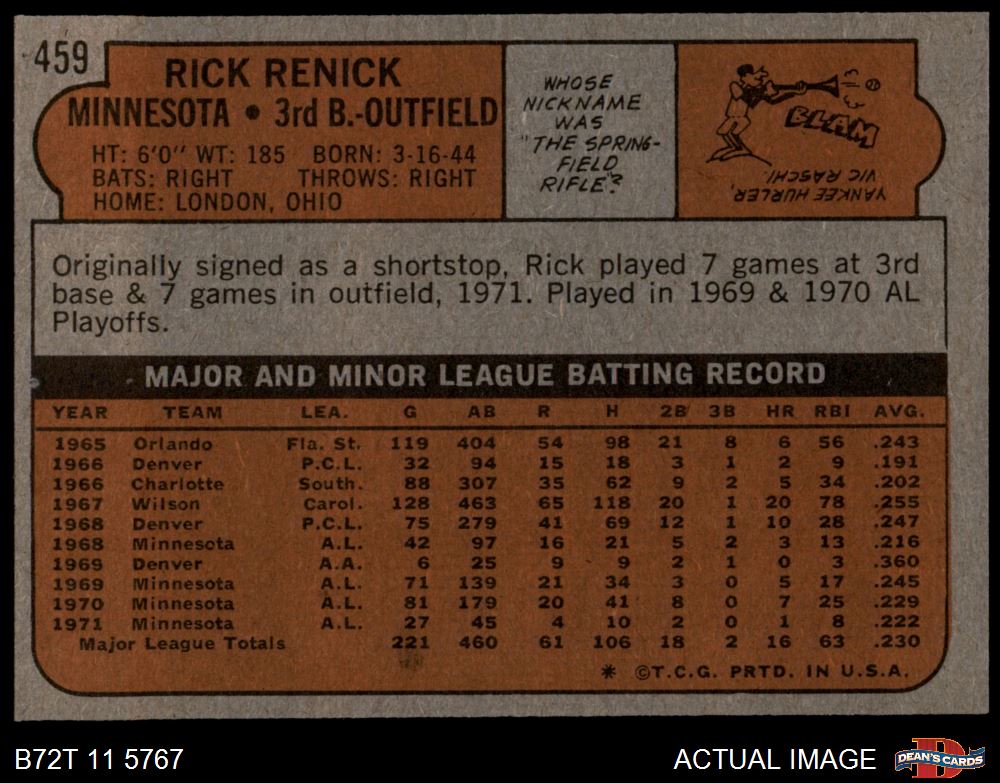 459
RICK RENICK
MINNESOTA • 3rd B.-OUTFIELD
HT: 6'0" WT: 185 BORN: 3-16-44
BATS: RIGHT THROWS: RIGHT
HOME: LONDON, OHIO
WHOSE
NICKNAME
WAS
"THE SPRING-
FIELD
RIFLE"?
BLAM
YANKEE HURLER,
VIC RASCHI.
Originally signed as a shortstop, Rick played 7 games at 3rd
base & 7 games in outfield, 1971. Played in 1969 & 1970 AL
Playoffs.
MAJOR AND MINOR LEAGUE BATTING RECORD
YEAR TEAM LEA. G AB R H 2B 3B HR RBI AVG.
1965 Orlando Fla. St. 119 404 54 98 21 8 6 56 .243
1966 Denver P.C.L. 32 94 15 18 3 1 2 9 .191
1966 Charlotte South. 88 307 35 62 9 2 5 34 .202
1967 Wilson Carol. 128 463 65 118 20 1 20 78 .255
1968 Denver P.C.L. 75 279 41 69 12 1 10 28 .247
1968 Minnesota A.L. 42 97 16 21 5 2 3 13 .216
1969 Denver A.A. 6 25 9 9 2 1 0 3 .360
1969 Minnesota A.L. 71 139 21 34 3 0 5 17 .245
1970 Minnesota A.L. 81 179 20 41 8 0 7 25 .229
1971 Minnesota A.L. 27 45 4 10 2 0 1 8 .222
Major League Totals 221 460 61 106 18 2 16 63 .230
* ©T.C.G. PRTD. IN U.S.A.
B72T 11 5767
ACTUAL IMAGE
D
DEAN'S CARDS